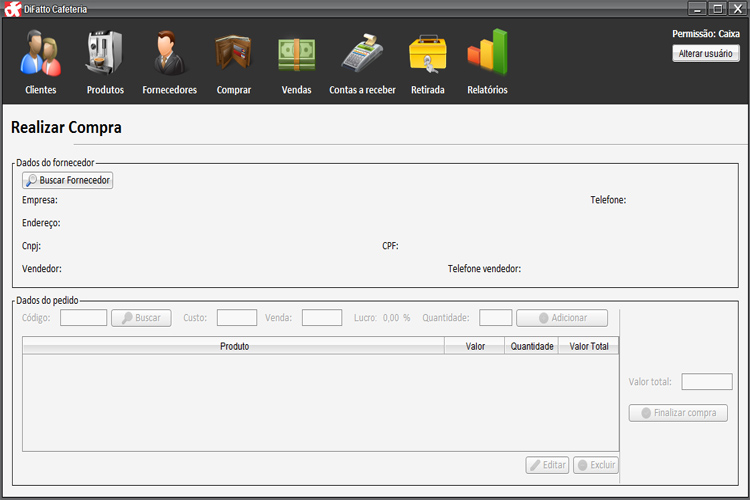 DiFatto Cafeteria
Permissão: Caixa
Alterar usuário
Clientes Produtos Fornecedores Comprar Vendas Contas a receber Retirada Relatórios
Realizar Compra
Dados do fornecedor
Buscar Fornecedor
Empresa: Telefone:
Endereço:
Cnpj: CPF:
Vendedor: Telefone vendedor:
Dados do pedido
Código: Buscar Custo: Venda: Lucro: 0,00 % Quantidade: Adicionar
Produto Valor Quantidade Valor Total
Valor total:
Finalizar compra
Editar Excluir